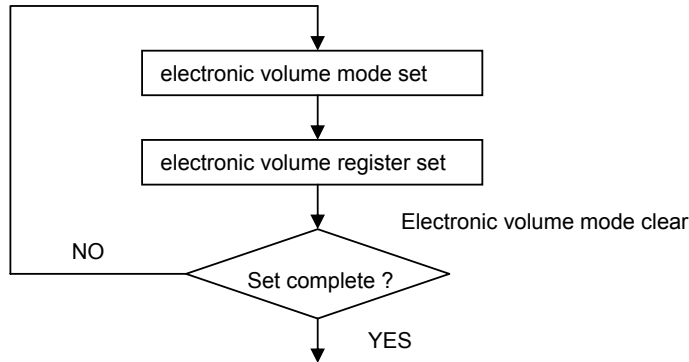 electronic volume mode set
electronic volume register set
Electronic volume mode clear
NO
Set complete ?
YES